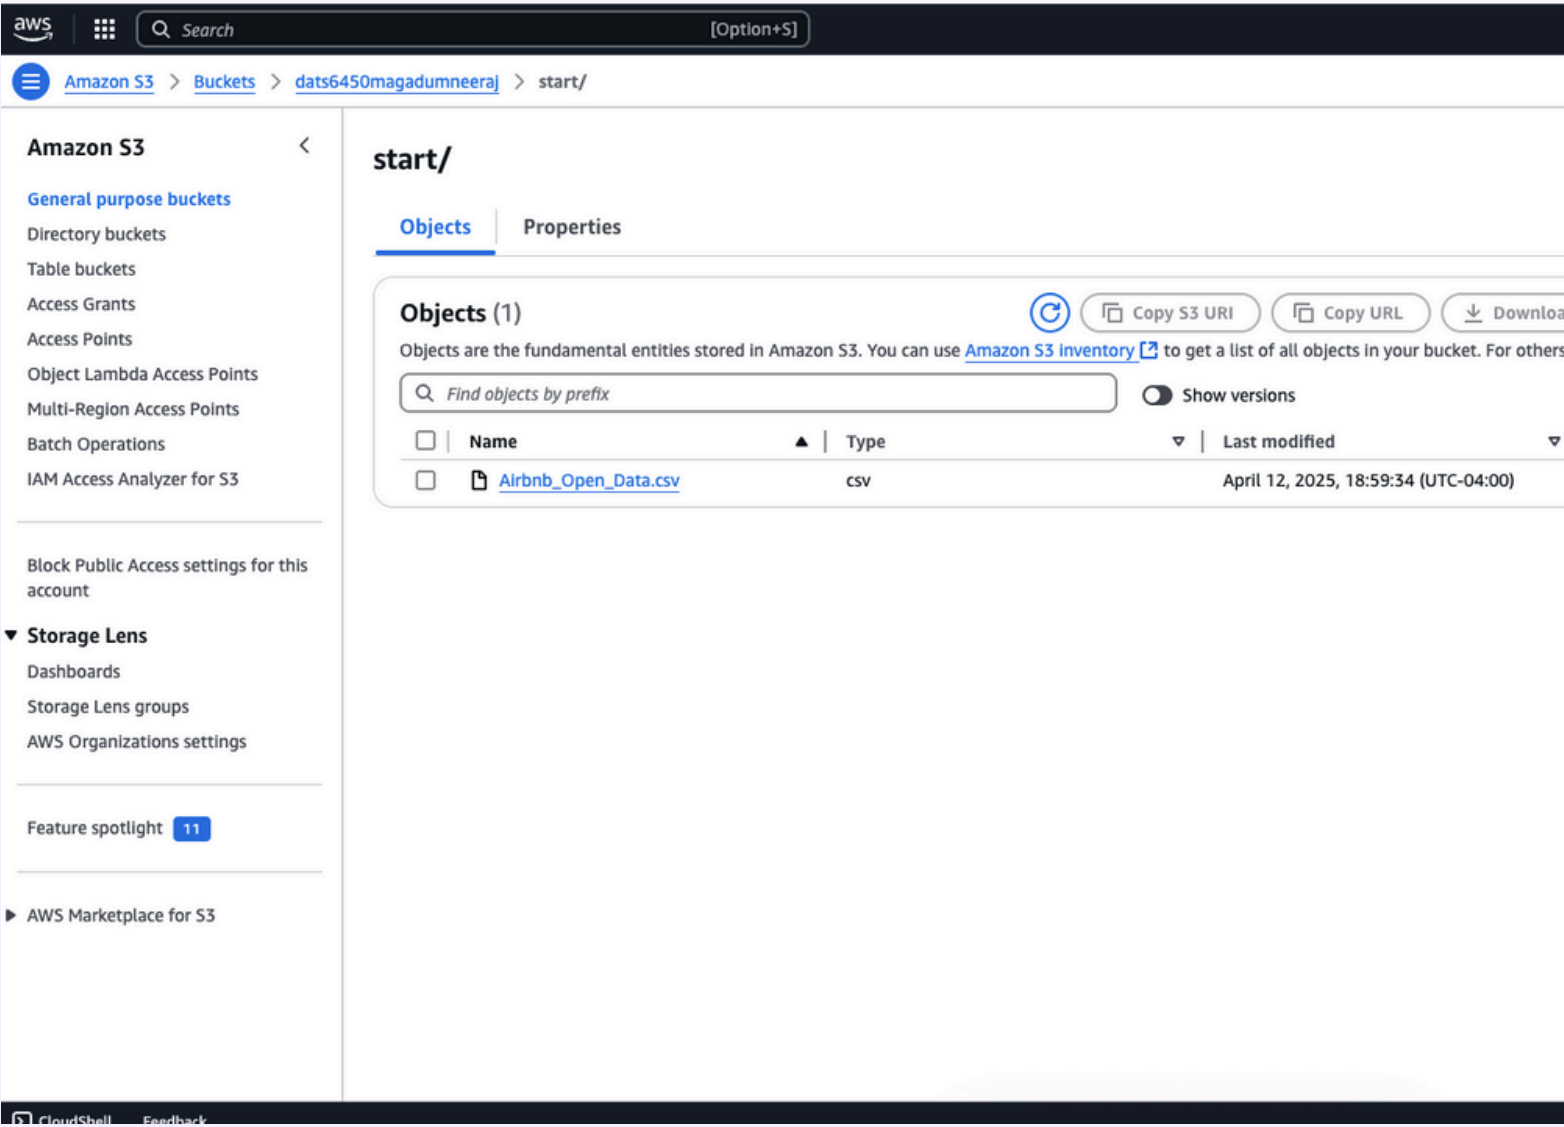 aws
Search [Option+S]
Amazon S3 > Buckets > dats6450magadumneeraj > start/
Amazon S3
General purpose buckets
Directory buckets
Table buckets
Access Grants
Access Points
Object Lambda Access Points
Multi-Region Access Points
Batch Operations
IAM Access Analyzer for S3
Block Public Access settings for this
account
Storage Lens
Dashboards
Storage Lens groups
AWS Organizations settings
Feature spotlight 11
AWS Marketplace for S3
start/
Objects Properties
Objects (1) Copy S3 URI Copy URL Downloa
Objects are the fundamental entities stored in Amazon S3. You can use Amazon S3 inventory to get a list of all objects in your bucket. For others
Find objects by prefix Show versions
Name Type Last modified
Airbnb_Open_Data.csv csv April 12, 2025, 18:59:34 (UTC-04:00)
CloudShell Feedback